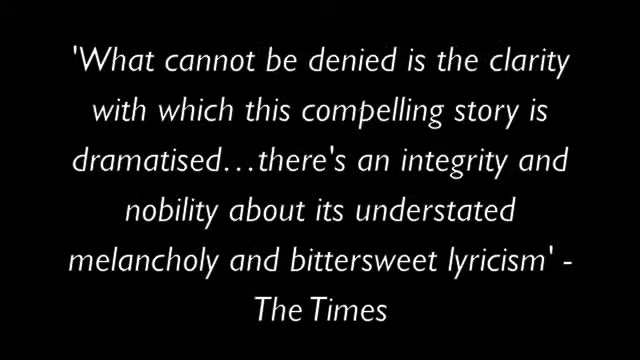 'What cannot be denied is the clarity
with which this compelling story is
dramatised…there's an integrity and
nobility about its understated
melancholy and bittersweet lyricism' -
The Times